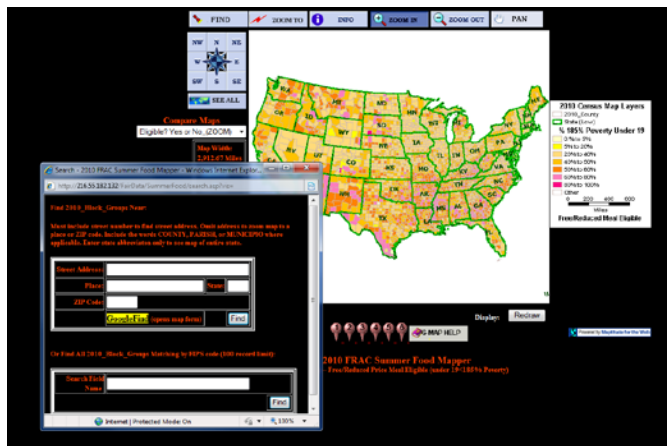 FIND
ZOOM TO
INFO
ZOOM IN
ZOOM OUT
PAN
NW N NE
W E
SW S SE
SEE ALL
Compare Maps
Eligible? Yes or No_(ZOOM)
Map Width:
2,912.07 Miles
2010 Census Map Layers
2010_County
State (Line)
% 185% Poverty Under 19
0% to 5%
5% to 20%
20% to 40%
40% to 50%
50% to 60%
60% to 80%
80% to 100%
Other
0 200 400 600
Miles
Free/Reduced Meal Eligible
Search - 2010 FRAC Summer Food Mapper - Windows Internet Explor...
Find 2010_Block_Groups Near:
Must include street number to find street address. Omit address to zoom map to a
place or ZIP code. Include the words COUNTY, PARISH, or MUNICIPIO where
applicable. Enter state abbreviation only to see map of entire state.
Street Address:
Place: State:
ZIP Code:
GoogleFind (opens map form) Find
Or Find All 2010_Block_Groups Matching by FIPS code (100 record limit):
Search Field
Name
Find
Internet | Protected Mode: On
100%
Display: Redraw
MAP HELP
2010 FRAC Summer Food Mapper
- Free/Reduced Price Meal Eligible (under 19<185% Poverty)
Powered by Maptitude for the Web